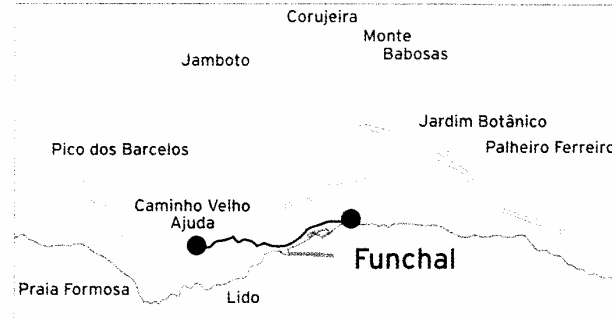 Corujeira
Monte
Babosas
Jamboto
Jardim Botânico
Pico dos Barcelos
Palheiro Ferreiro
Caminho Velho
Ajuda
Funchal
Praia Formosa
Lido